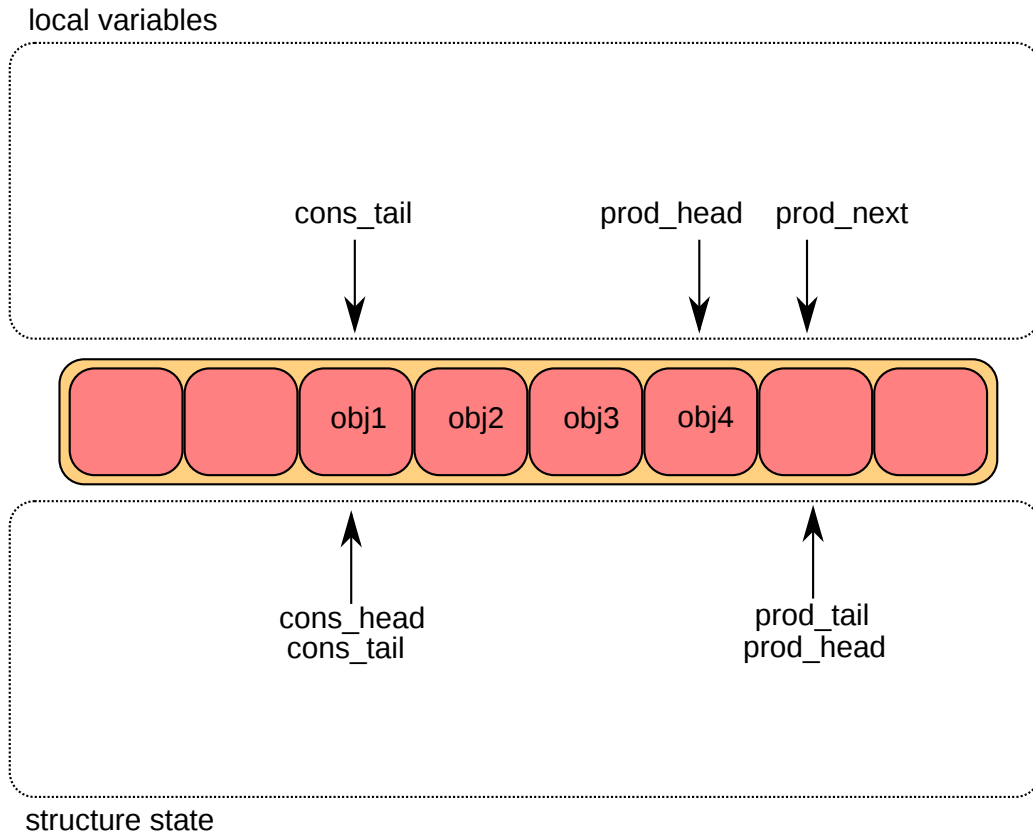 local variables
cons_tail
prod_head
prod_next
obj1
obj2
obj3
obj4
cons_head
cons_tail
prod_tail
prod_head
structure state